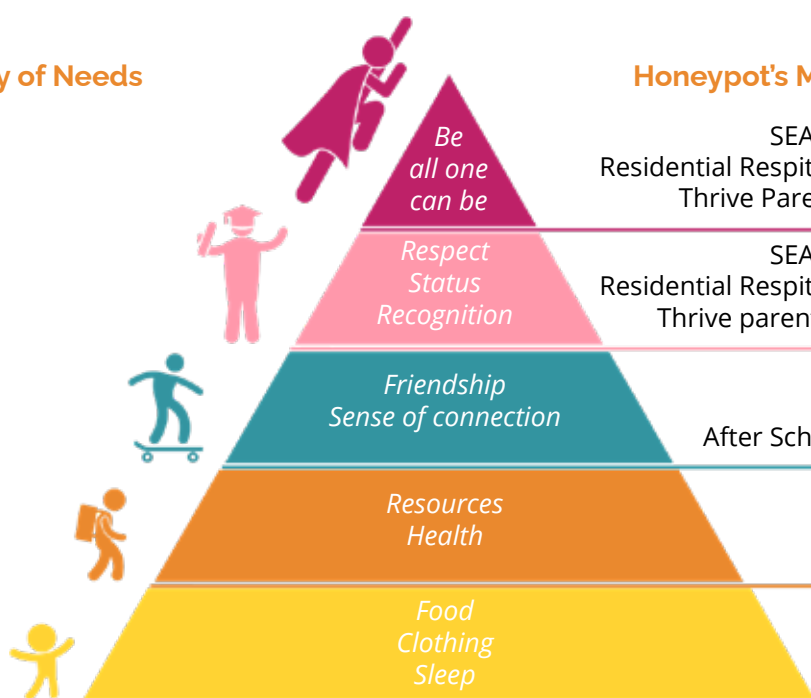 y of Needs
Honeypot's M
Be
all one
can be
SEA
Residential Respit
Thrive Pare
Respect
Status
Recognition
SEA
Residential Respit
Thrive paren
Friendship
Sense of connection
After Sch
Resources
Health
Food
Clothing
Sleep